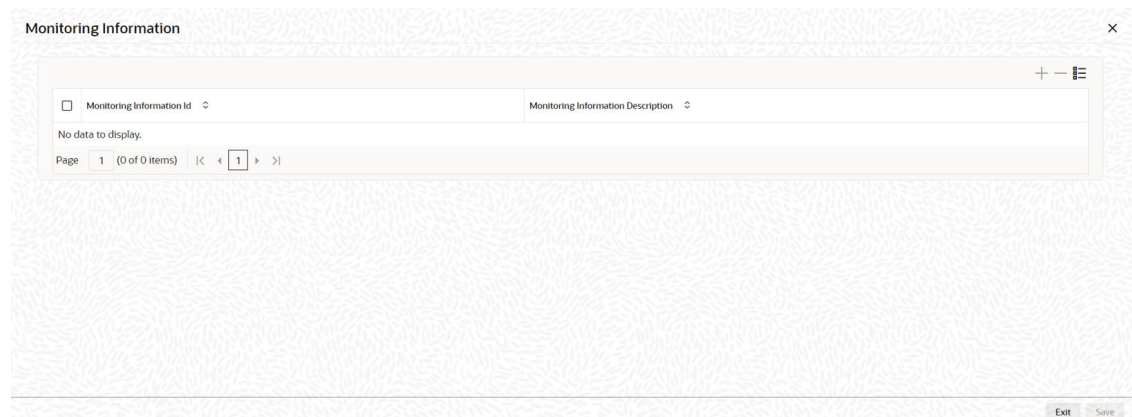 Monitoring Information
Monitoring Information Id Monitoring Information Description
No data to display.
Page 1 (0 of 0 items) 1
Exit Save